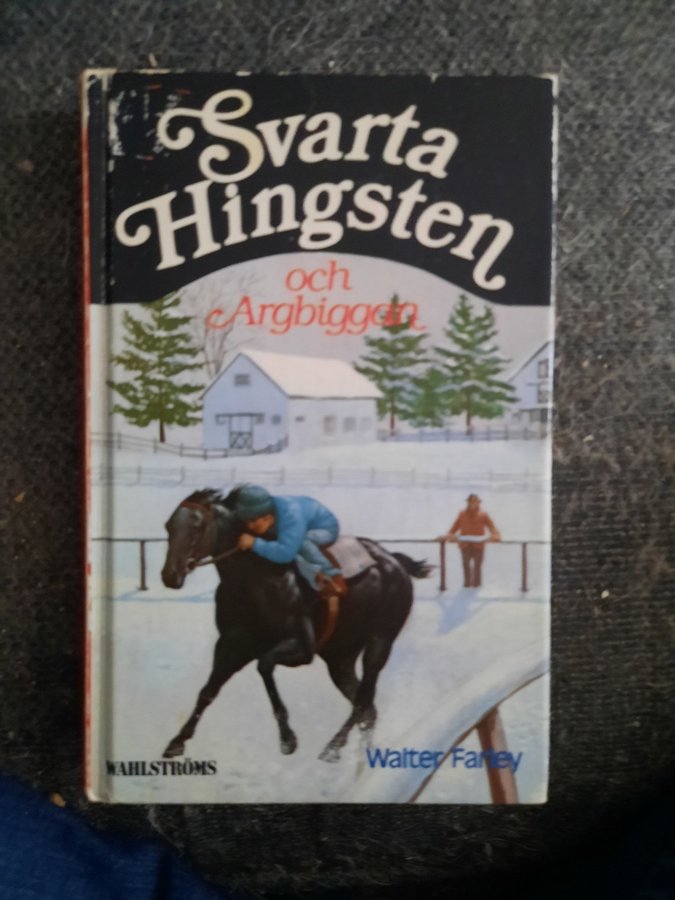 Svarta
Hingsten
och
Argbiggan
WAHLSTRÖMS
Walter Farley